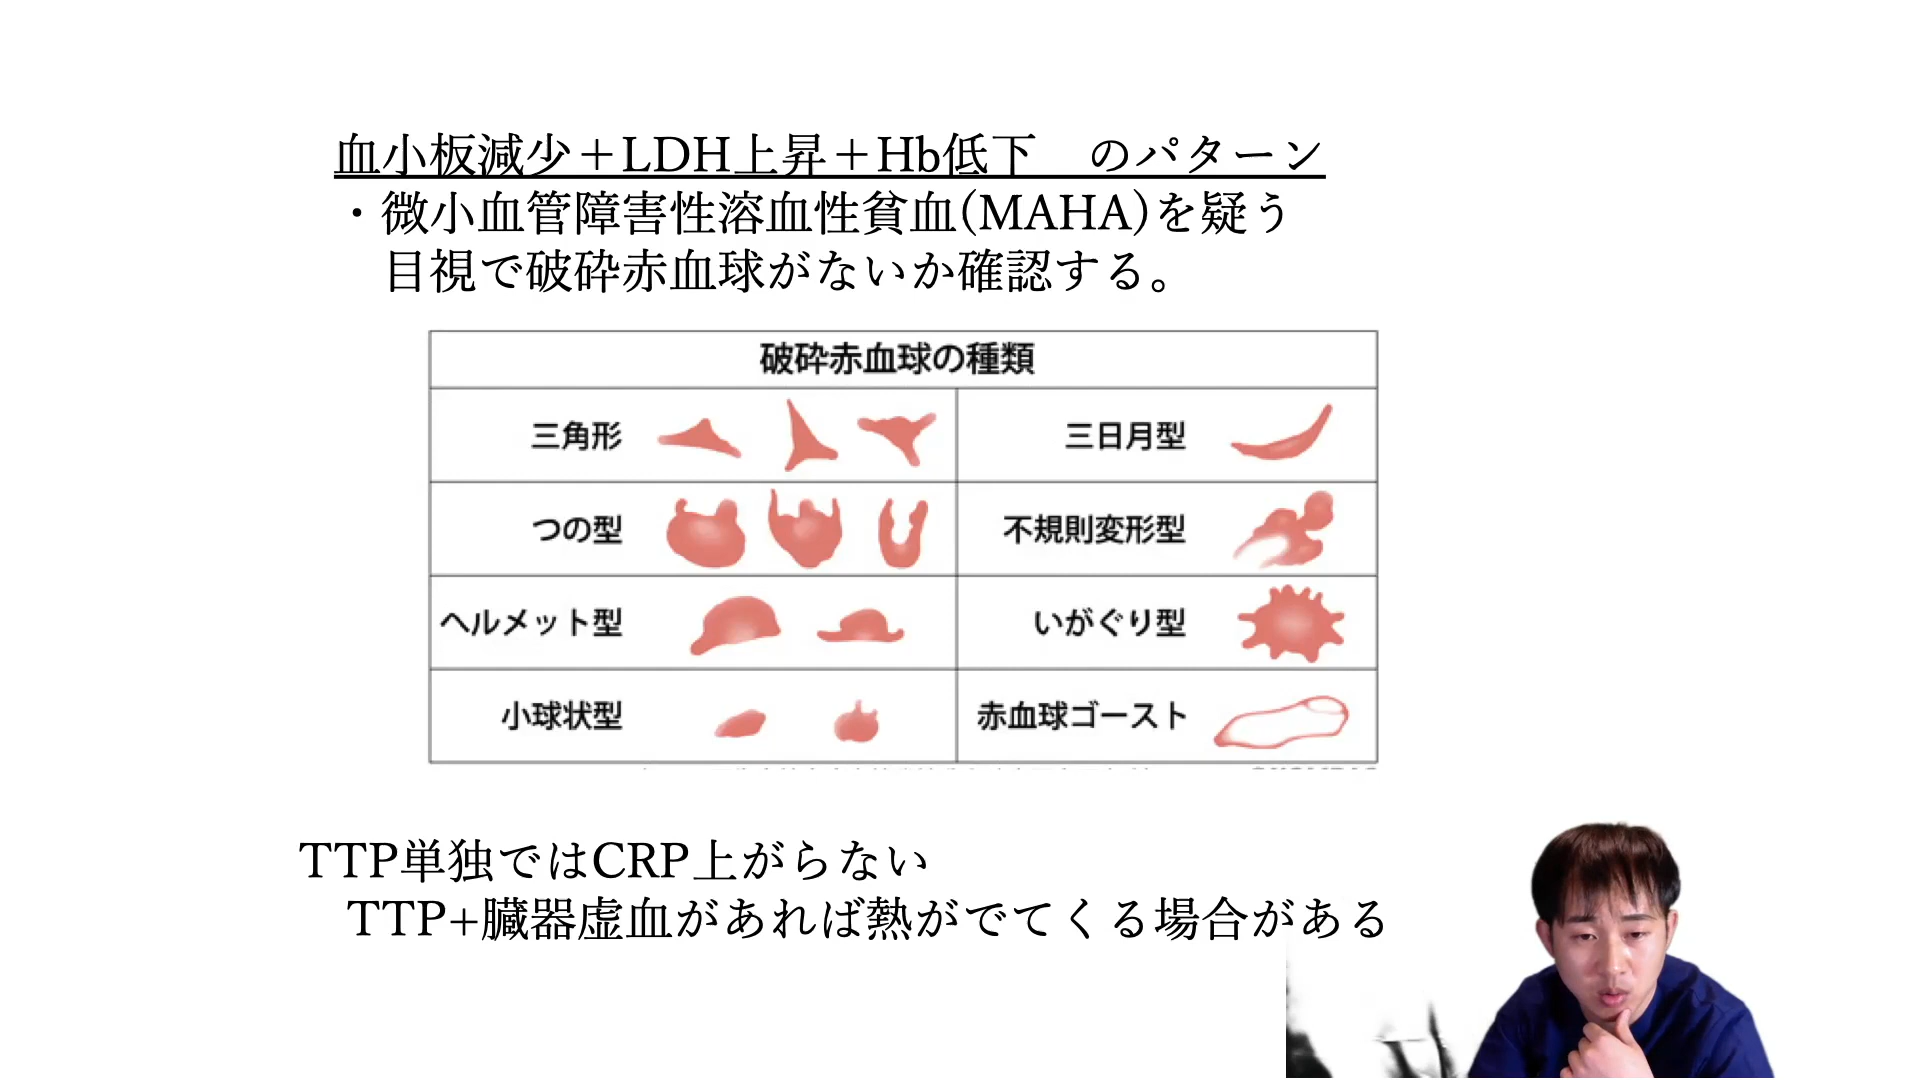 血小板減少＋LDH上昇＋Hb低下　のパターン
・微小血管障害性溶血性貧血(MAHA)を疑う
目視で破砕赤血球がないか確認する。
破砕赤血球の種類
三角形
三日月型
つの型
不規則変形型
ヘルメット型
いがぐり型
小球状型
赤血球ゴースト
TTP単独ではCRP上がらない
TTP+臓器虚血があれば熱がでてくる場合がある